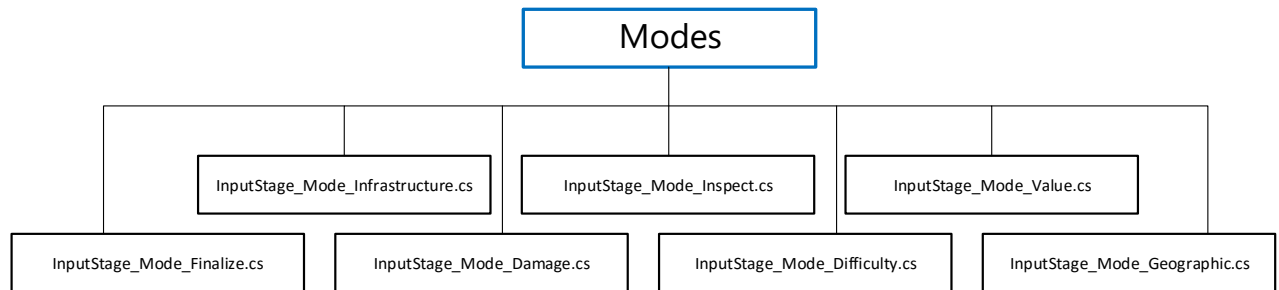 Modes
InputStage_Mode_Infrastructure.cs
InputStage_Mode_Inspect.cs
InputStage_Mode_Value.cs
InputStage_Mode_Finalize.cs
InputStage_Mode_Damage.cs
InputStage_Mode_Difficulty.cs
InputStage_Mode_Geographic.cs